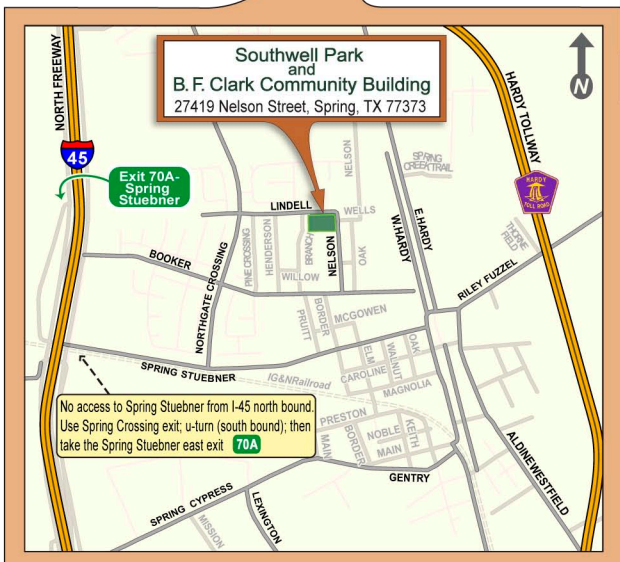 Southwell Park
and
B. F. Clark Community Building
27419 Nelson Street, Spring, TX 77373
N
NORTH FREEWAY
45
Exit 70A-
Spring
Stuebner
HARDY TOLLWAY
HARDY
TOLL ROAD
NELSON
SPRING
CREEK TRAIL
LINDELL
WELLS
THORNE
FIELD
PINE CROSSING
HENDERSON
BRANCH
NELSON
OAK
W.HARDY
E.HARDY
BOOKER
NORTHGATE CROSSING
WILLOW
RILEY FUZZEL
PRUITT
BORDER
MCGOWEN
SPRING STUEBNER
IG&NRailroad
ELM
WALNUT
OAK
CAROLINE
MAGNOLIA
No access to Spring Stuebner from I-45 north bound.
Use Spring Crossing exit; u-turn (south bound); then
take the Spring Stuebner east exit 70A
PRESTON
MAIN
BORDER
NOBLE
MAIN
KEITH
GENTRY
ALDINEWESTFIELD
SPRING CYPRESS
MISSION
LEXINGTON